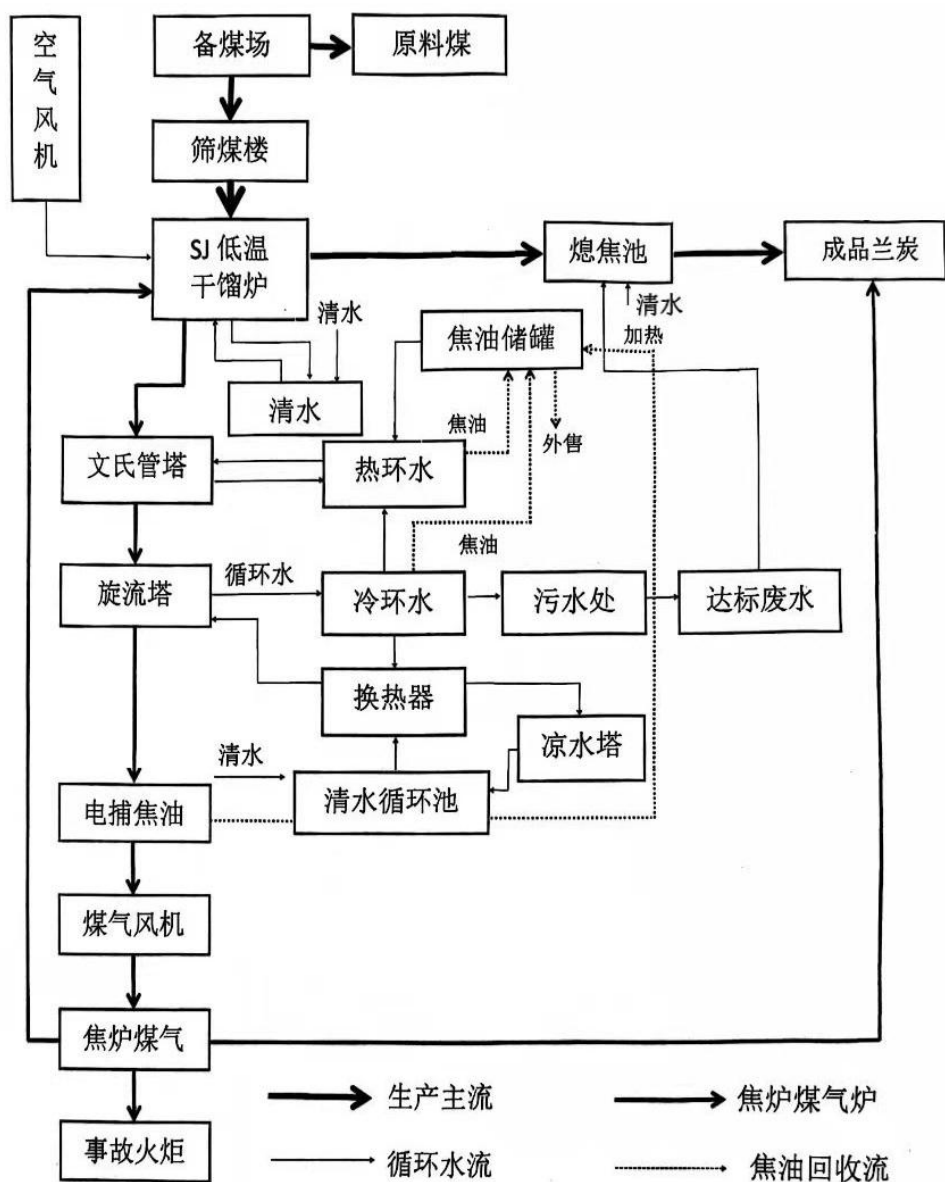 空气风机
备煤场
原料煤
筛煤楼
SJ 低温
干馏炉
熄焦池
成品兰炭
清水
清水
加热
焦油储罐
清水
焦油
外售
文氏管塔
热环水
焦油
旋流塔
循环水
冷环水
污水处
达标废水
换热器
凉水塔
清水
清水循环池
电捕焦油
煤气风机
焦炉煤气
生产主流
焦炉煤气炉
事故火炬
循环水流
焦油回收流